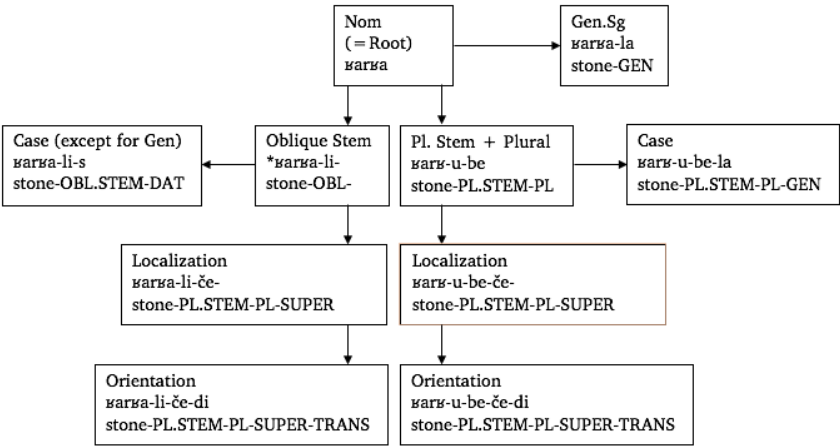 Nom
(=Root)
ʁarʁa
Gen.Sg
ʁarʁa-la
stone-GEN
Case (except for Gen)
ʁarʁa-li-s
stone-OBL.STEM-DAT
Oblique Stem
*ʁarʁa-li-
stone-OBL-
Pl. Stem + Plural
ʁarʁ-u-be
stone-PL.STEM-PL
Case
ʁarʁ-u-be-la
stone-PL.STEM-PL-GEN
Localization
ʁarʁa-li-če-
stone-PL.STEM-PL-SUPER
Localization
ʁarʁ-u-be-če-
stone-PL.STEM-PL-SUPER
Orientation
ʁarʁa-li-če-di
stone-PL.STEM-PL-SUPER-TRANS
Orientation
ʁarʁ-u-be-če-di
stone-PL.STEM-PL-SUPER-TRANS